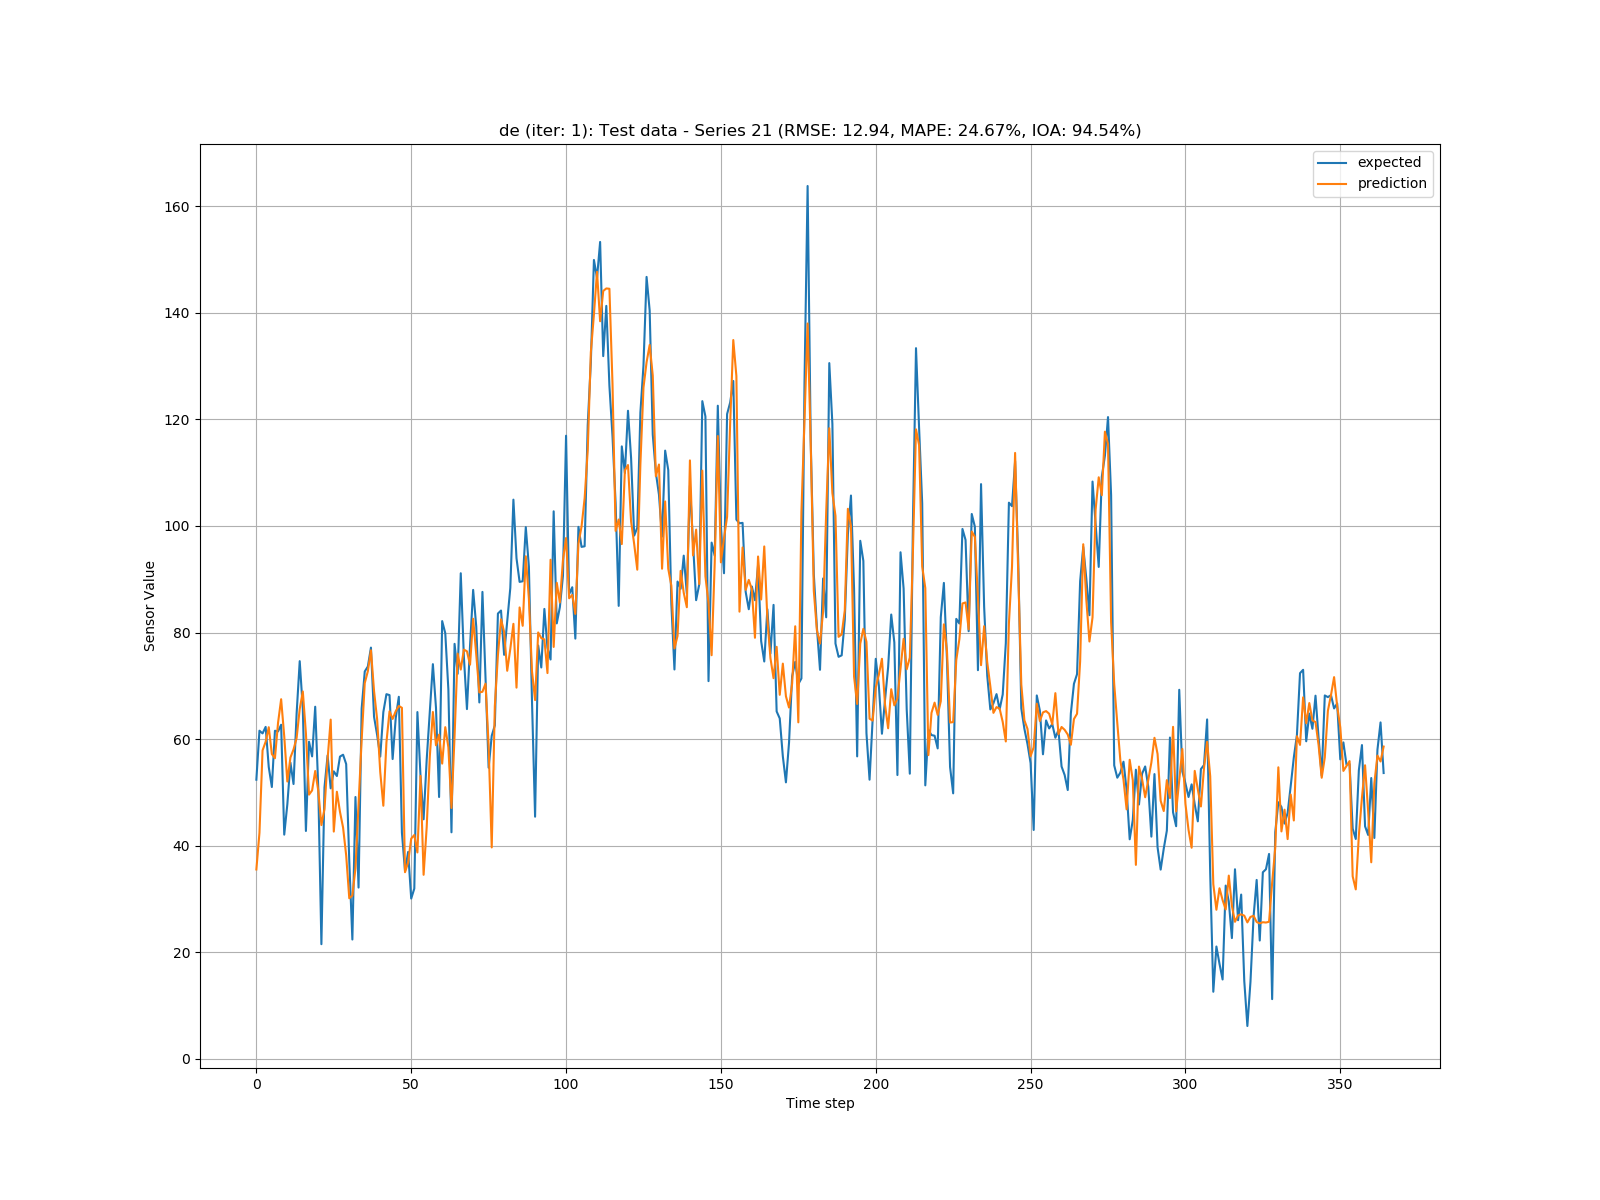 de (iter: 1): Test data - Series 21 (RMSE: 12.94, MAPE: 24.67%, IOA: 94.54%)
expected
prediction
160
140
120
100
80
60
40
20
0
Sensor Value
0 50 100 150 200 250 300 350
Time step